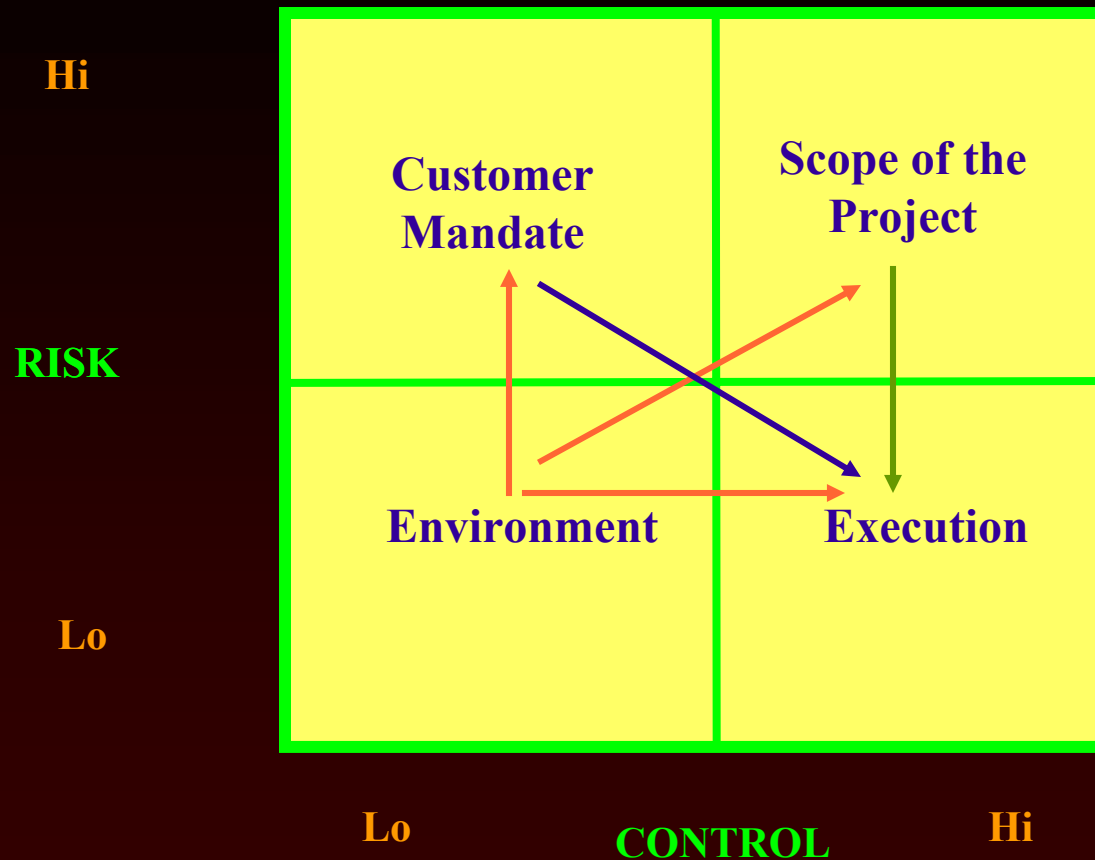 Hi
Customer
Mandate
Scope of the
Project
RISK
Environment
Execution
Lo
Lo
CONTROL
Hi